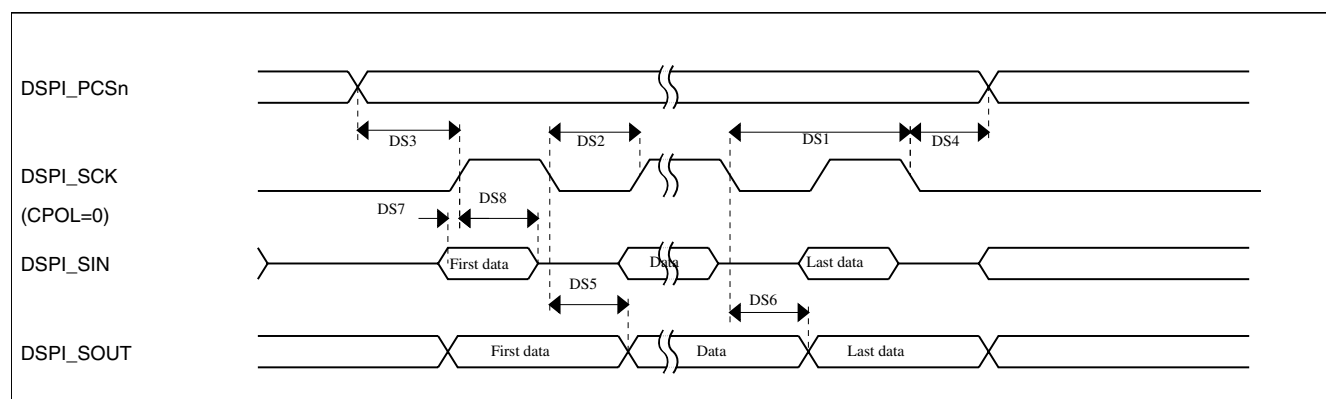 DSPI_PCSn
DS3
DS2
DS1
DS4
DSPI_SCK
(CPOL=0)
DS7
DS8
DSPI_SIN
First data
Data
Last data
DS5
DS6
DSPI_SOUT
First data
Data
Last data